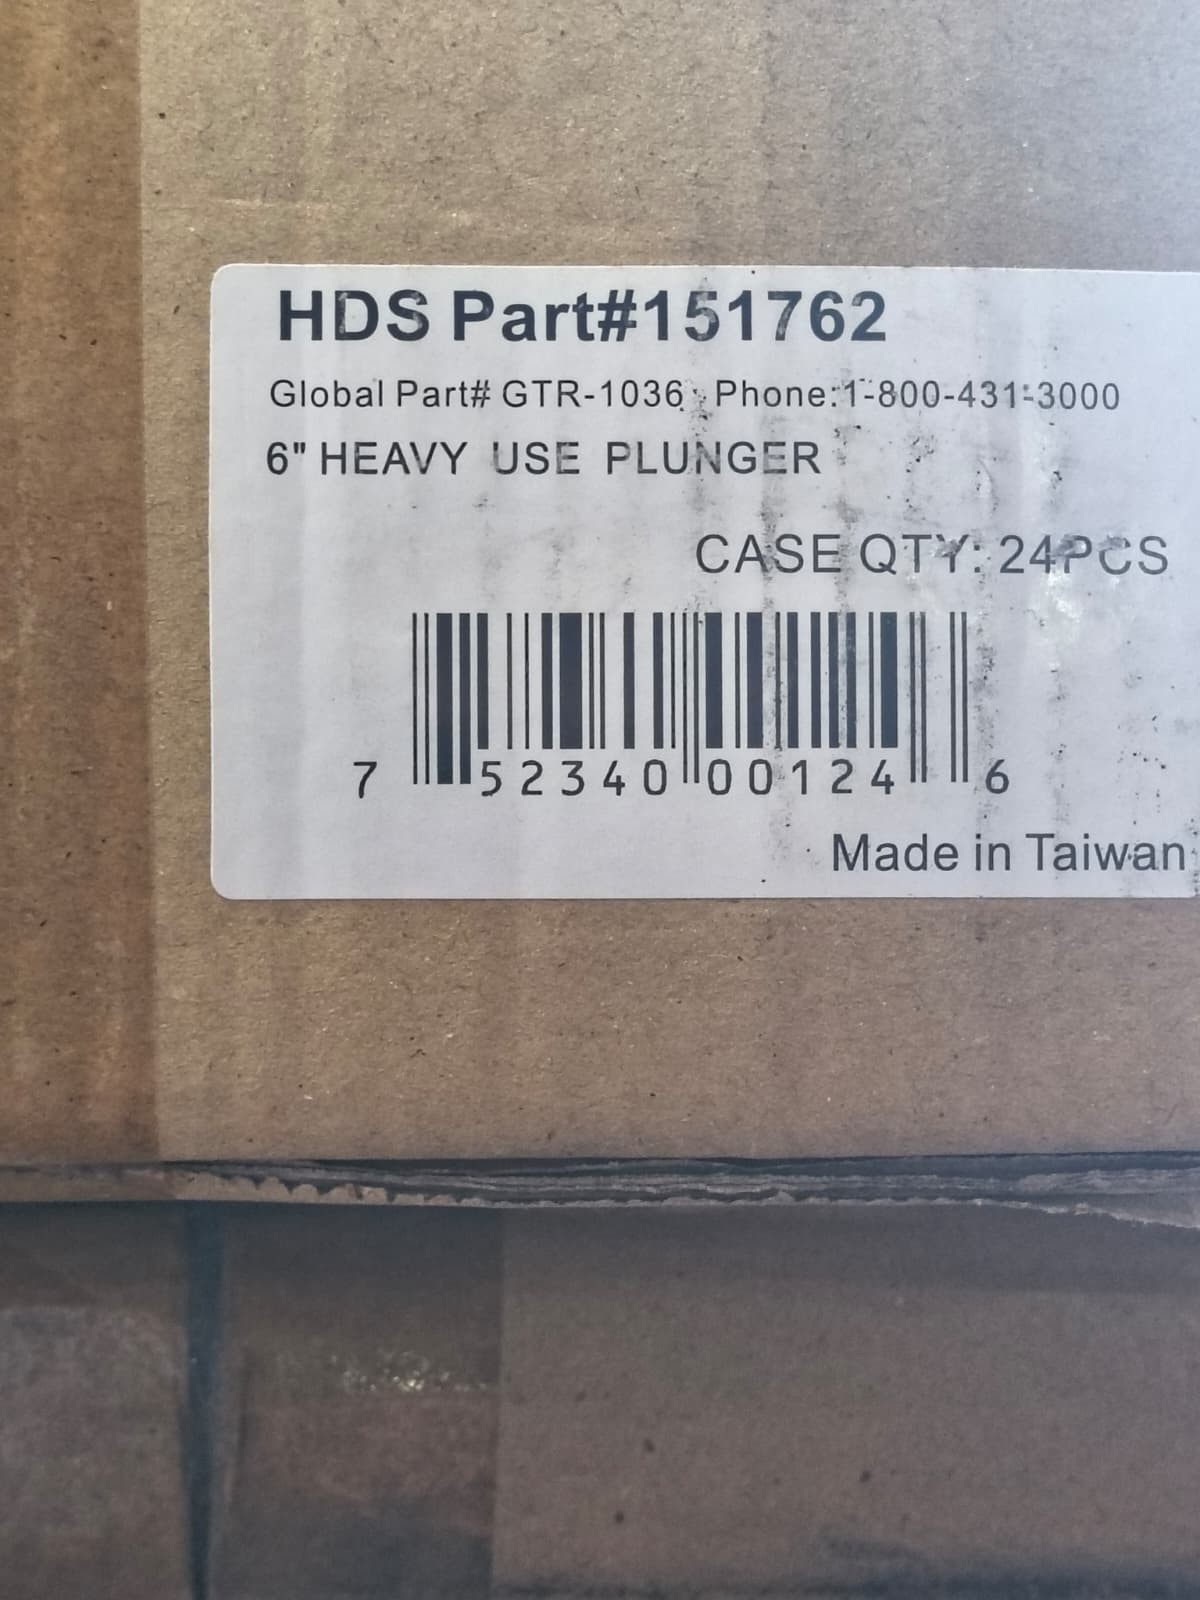 HDS Part#151762
Global Part# GTR-1036 Phone:1-800-431-3000
6" HEAVY USE PLUNGER
CASE QTY: 24PCS
7 52340 00124 6
Made in Taiwan